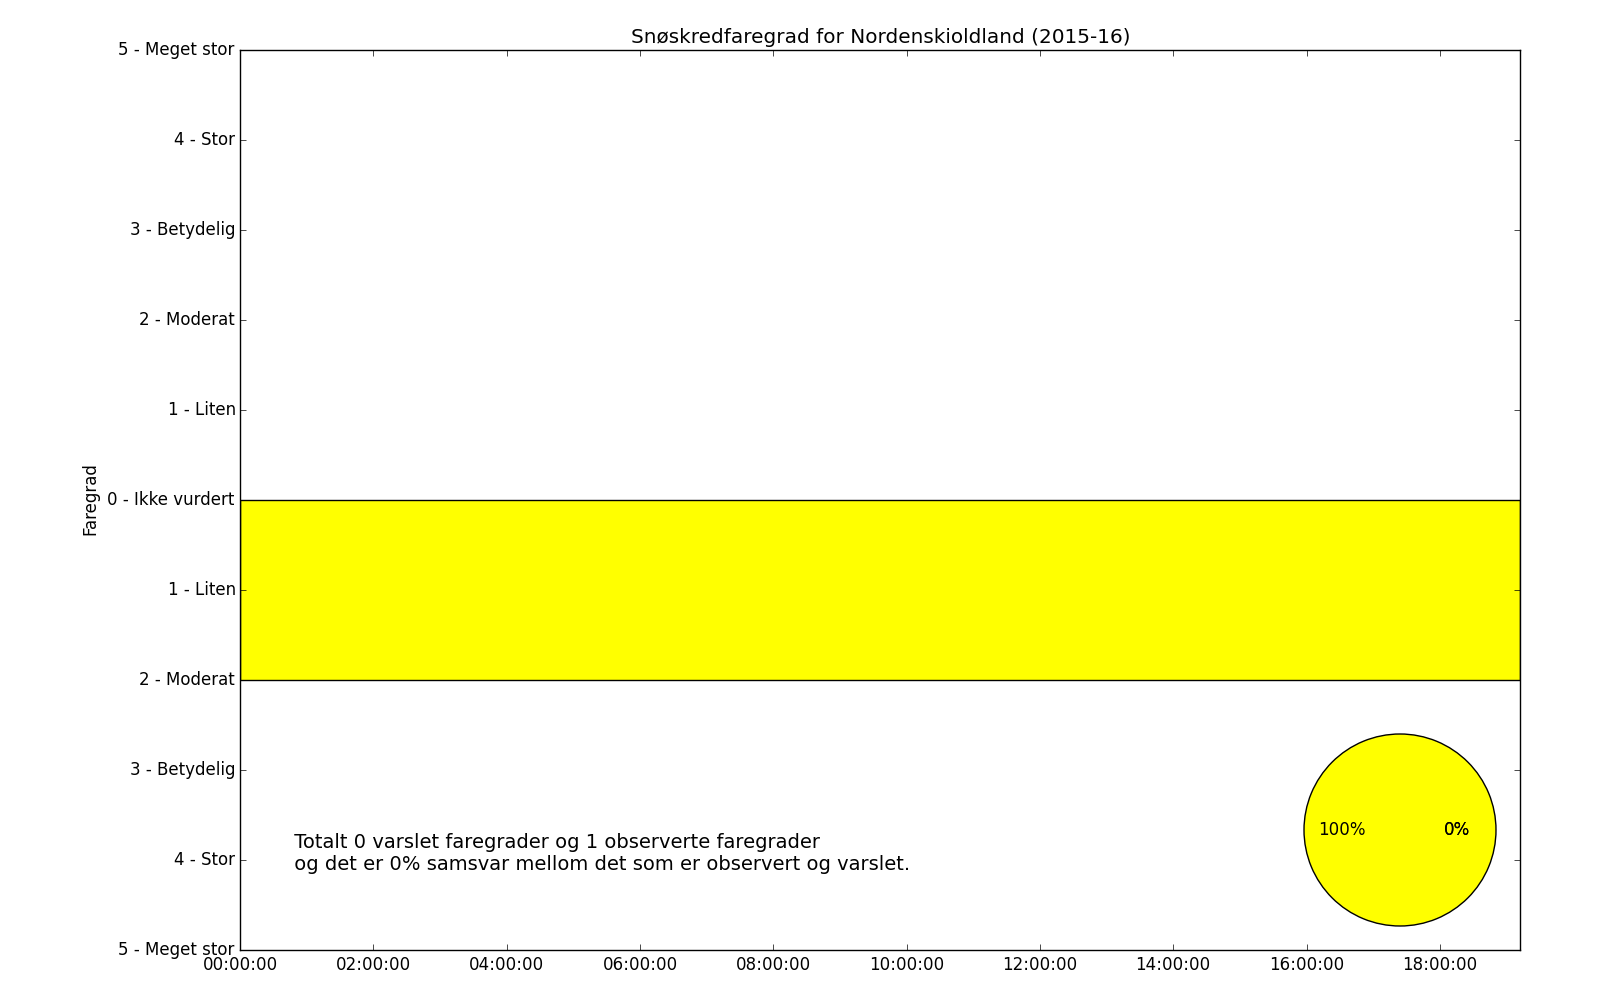 Snøskredfaregrad for Nordenskioldland (2015-16)
5 - Meget stor
4 - Stor
3 - Betydelig
2 - Moderat
1 - Liten
0 - Ikke vurdert
1 - Liten
2 - Moderat
3 - Betydelig
4 - Stor
5 - Meget stor
Faregrad
Totalt 0 varslet faregrader og 1 observerte faregrader
og det er 0% samsvar mellom det som er observert og varslet.
100% 0%
00:00:00 02:00:00 04:00:00 06:00:00 08:00:00 10:00:00 12:00:00 14:00:00 16:00:00 18:00:00